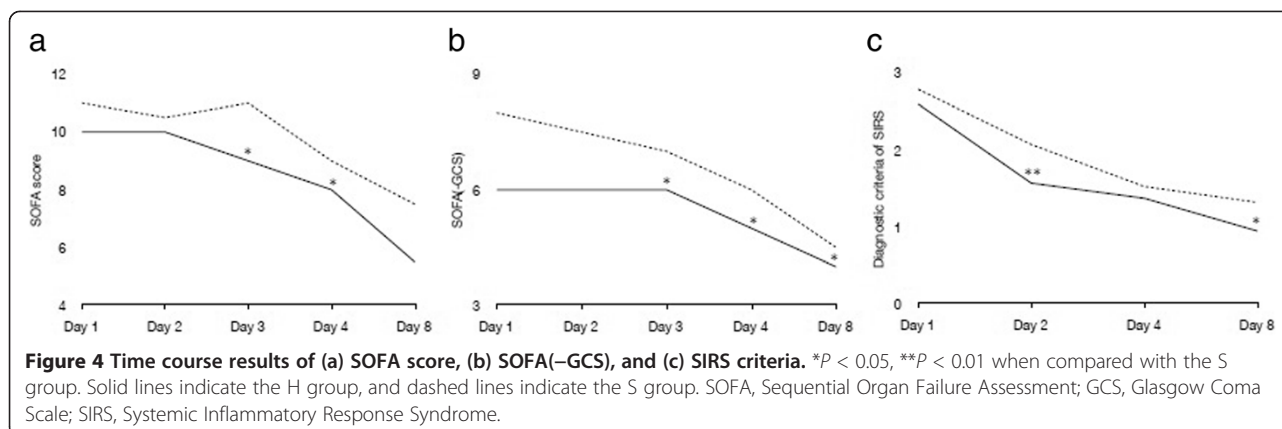 a
b
c
12
10
8
6
4
SOFA score
Day 1 Day 2 Day 3 Day 4 Day 8
*
*
9
6
3
SOFA(-GCS)
Day 1 Day 2 Day 3 Day 4 Day 8
*
*
*
3
2
1
0
Diagnostic criteria of SIRS
Day 1 Day 2 Day 4 Day 8
**
*
Figure 4 Time course results of (a) SOFA score, (b) SOFA(−GCS), and (c) SIRS criteria. *P < 0.05, **P < 0.01 when compared with the S
group. Solid lines indicate the H group, and dashed lines indicate the S group. SOFA, Sequential Organ Failure Assessment; GCS, Glasgow Coma
Scale; SIRS, Systemic Inflammatory Response Syndrome.